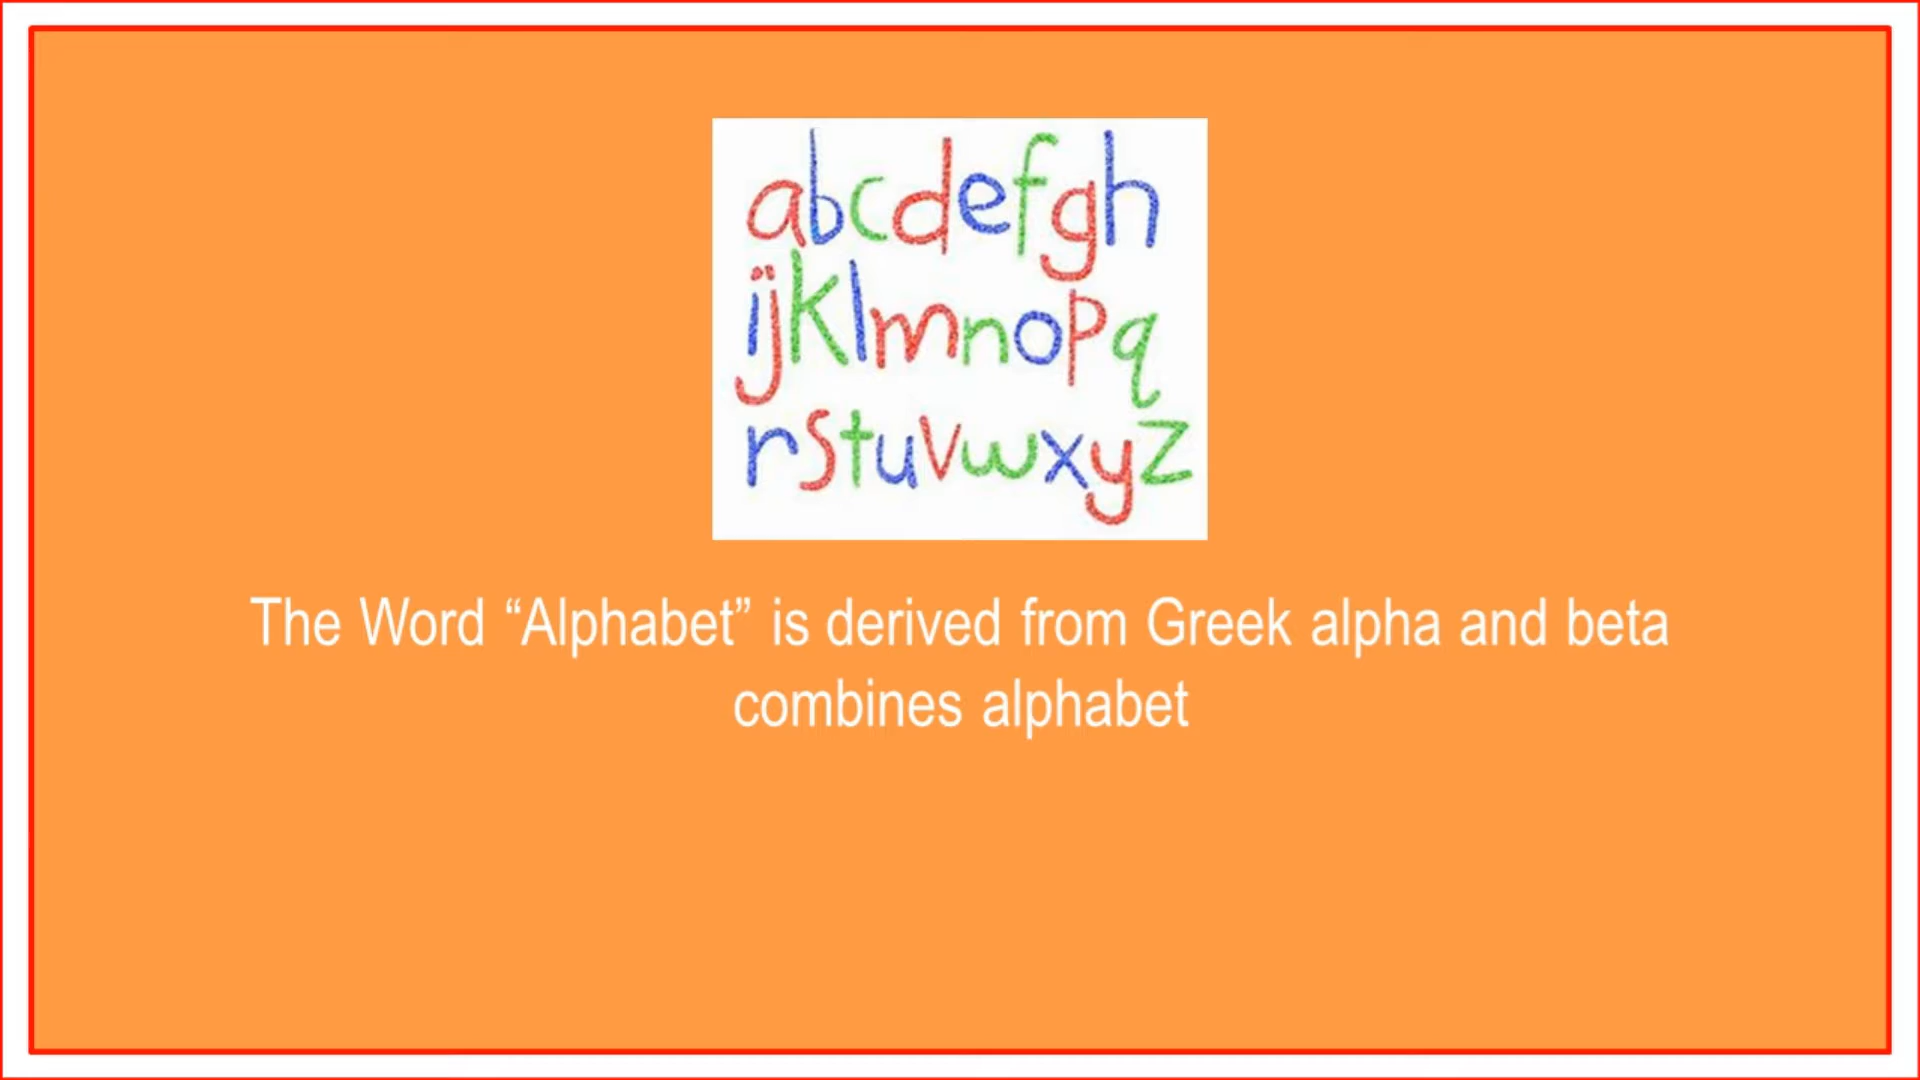 abcdefgh
ijklmnopq
rstuvwxyz
The Word “Alphabet” is derived from Greek alpha and beta
combines alphabet